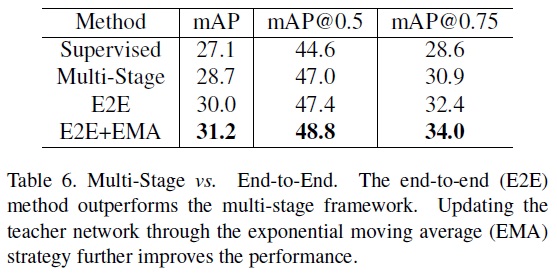 Method mAP mAP@0.5 mAP@0.75
Supervised 27.1 44.6 28.6
Multi-Stage 28.7 47.0 30.9
E2E 30.0 47.4 32.4
E2E+EMA 31.2 48.8 34.0
Table 6. Multi-Stage vs. End-to-End. The end-to-end (E2E)
method outperforms the multi-stage framework. Updating the
teacher network through the exponential moving average (EMA)
strategy further improves the performance.